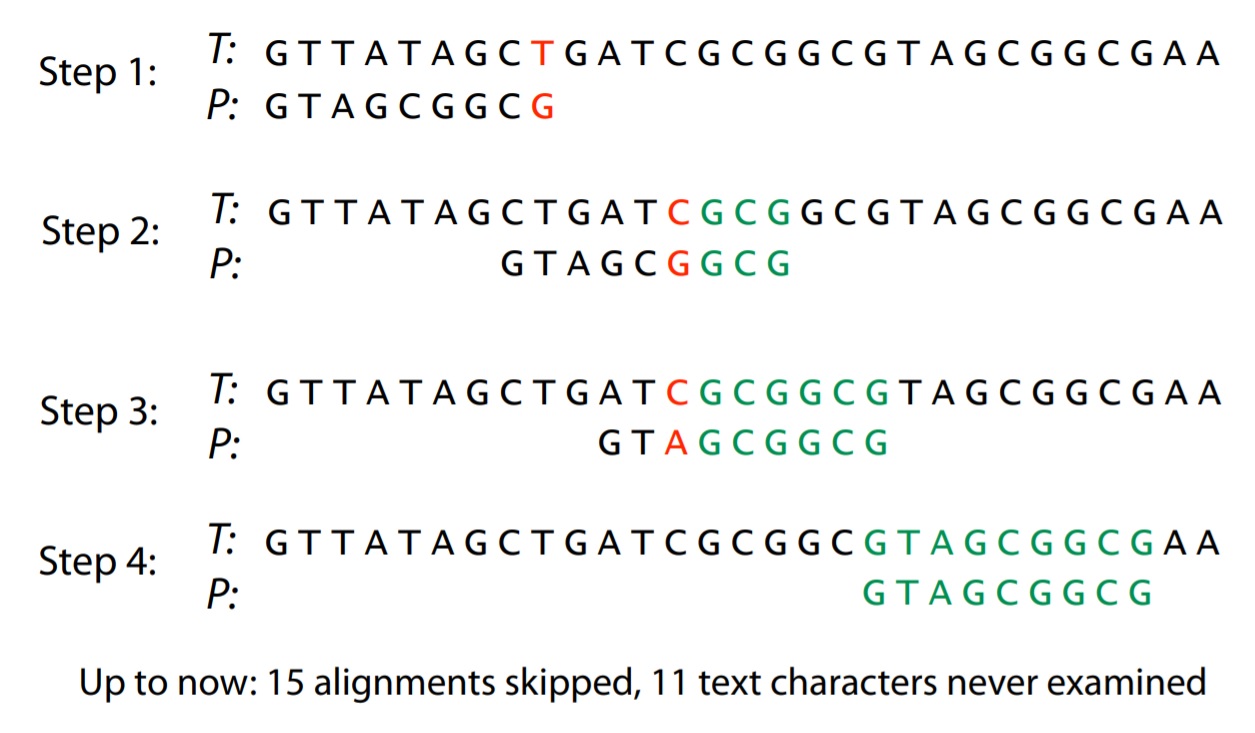 Step 1:
T: G T T A T A G C T G A T C G C G G C G T A G C G G C G A A
P: G T A G C G G C G
Step 2:
T: G T T A T A G C T G A T C G C G G C G T A G C G G C G A A
P: G T A G C G G C G
Step 3:
T: G T T A T A G C T G A T C G C G G C G T A G C G G C G A A
P: G T A G C G G C G
Step 4:
T: G T T A T A G C T G A T C G C G G C G T A G C G G C G A A
P: G T A G C G G C G
Up to now: 15 alignments skipped, 11 text characters never examined